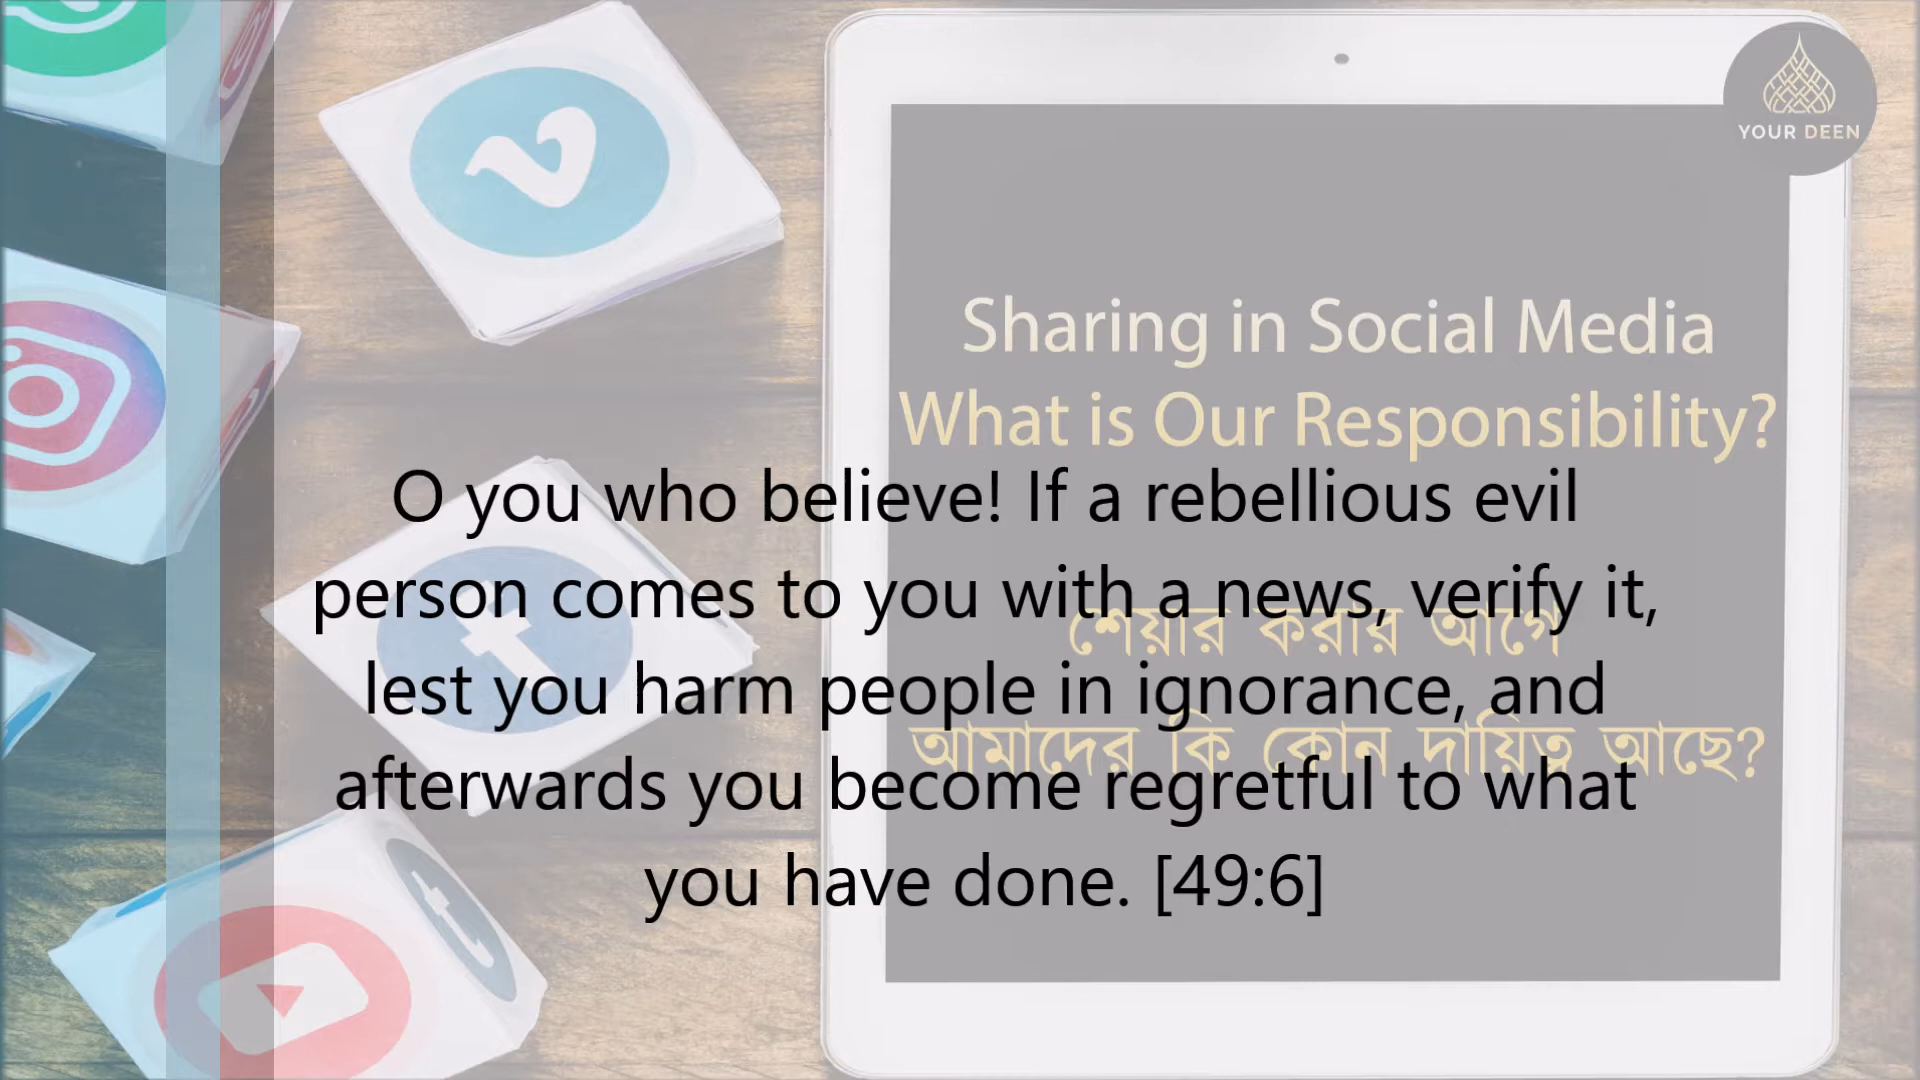 YOUR DEEN
Sharing in Social Media
What is Our Responsibility?
শেয়ার করার আগে
আমাদের কি কোন দায়িত্ব আছে?
O you who believe! If a rebellious evil
person comes to you with a news, verify it,
lest you harm people in ignorance, and
afterwards you become regretful to what
you have done. [49:6]